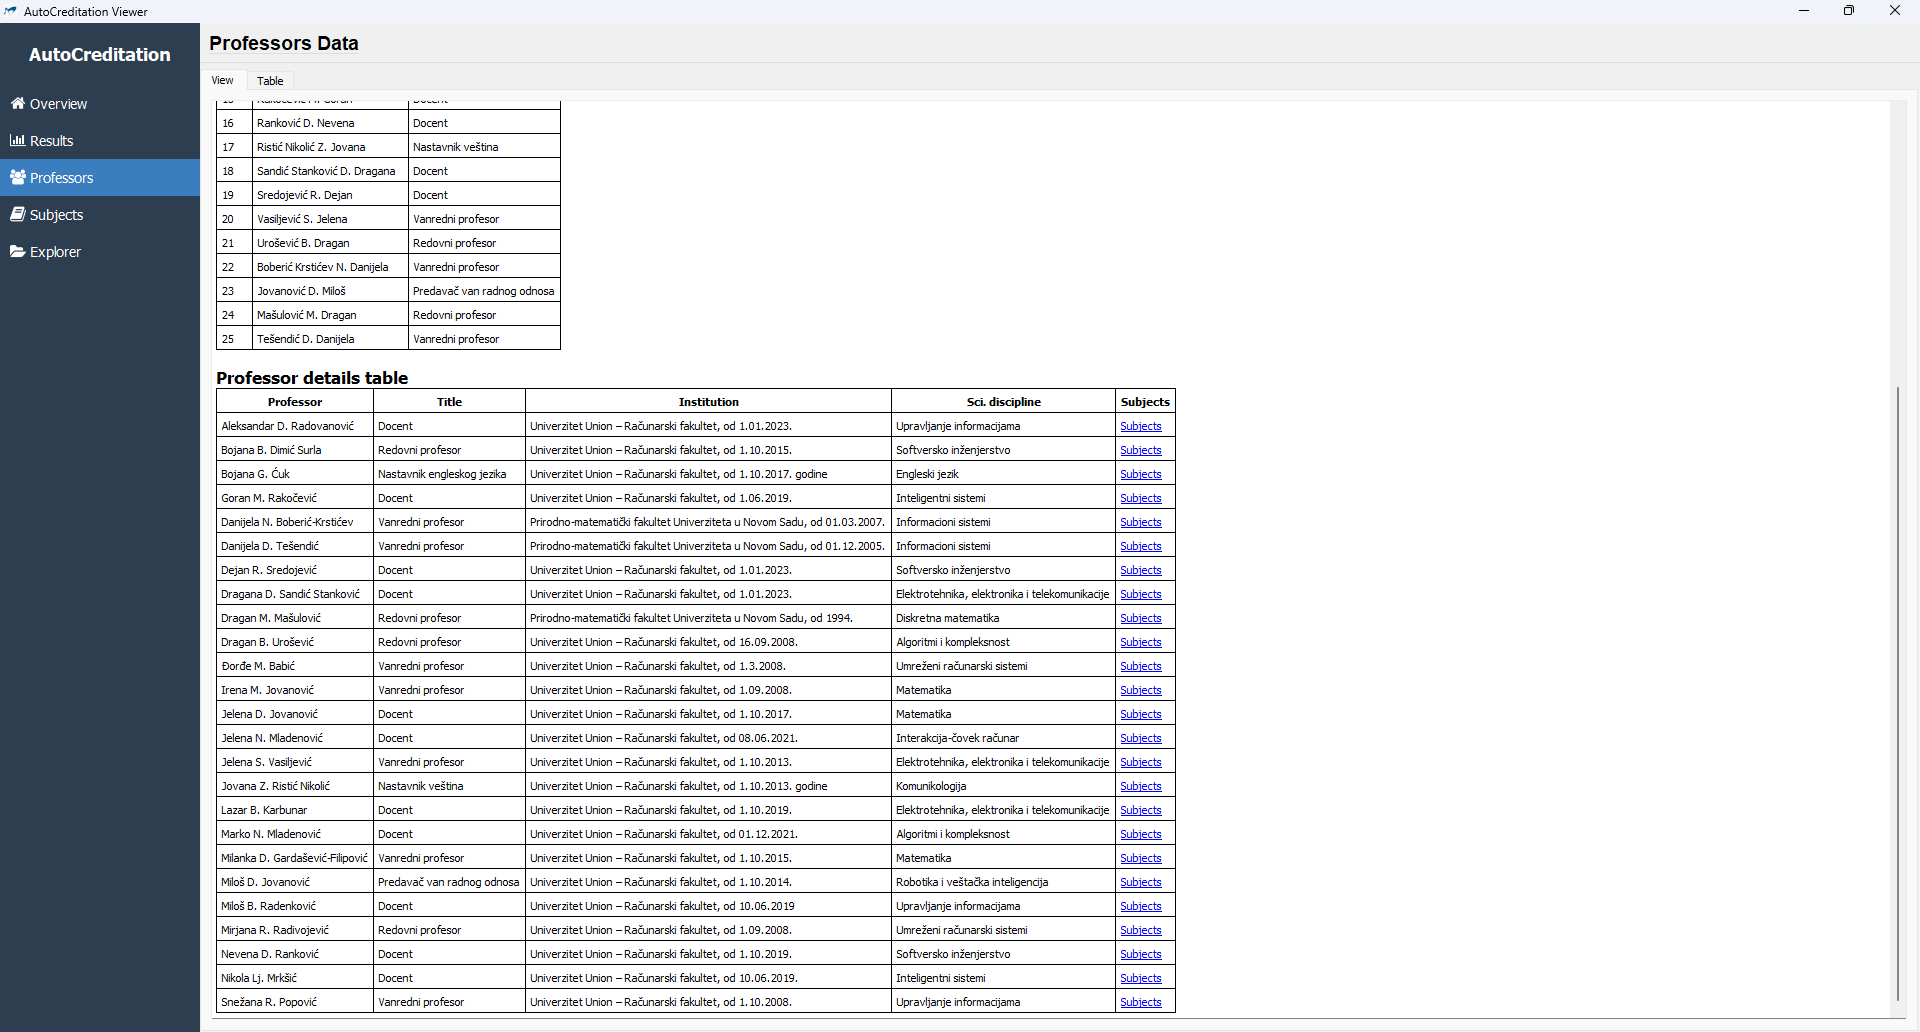 AutoCreditation Viewer
AutoCreditation
Overview
Results
Professors
Subjects
Explorer
Professors Data
View Table
16 Ranković D. Nevena Docent
17 Ristić Nikolić Z. Jovana Nastavnik veština
18 Sandić Stanković D. Dragana Docent
19 Sredojević R. Dejan Docent
20 Vasiljević S. Jelena Vanredni profesor
21 Urošević B. Dragan Redovni profesor
22 Boberić Krstićev N. Danijela Vanredni profesor
23 Jovanović D. Miloš Predavač van radnog odnosa
24 Mašulović M. Dragan Redovni profesor
25 Tešendić D. Danijela Vanredni profesor
Professor details table
Professor Title Institution Sci. discipline Subjects
Aleksandar D. Radovanović Docent Univerzitet Union – Računarski fakultet, od 1.01.2023. Upravljanje informacijama Subjects
Bojana B. Dimić Surla Redovni profesor Univerzitet Union – Računarski fakultet, od 1.10.2015. Softversko inženjerstvo Subjects
Bojana G. Ćuk Nastavnik engleskog jezika Univerzitet Union – Računarski fakultet, od 1.10.2017. godine Engleski jezik Subjects
Goran M. Rakočević Docent Univerzitet Union – Računarski fakultet, od 1.06.2019. Inteligentni sistemi Subjects
Danijela N. Boberić-Krstićev Vanredni profesor Prirodno-matematički fakultet Univerziteta u Novom Sadu, od 01.03.2007. Informacioni sistemi Subjects
Danijela D. Tešendić Vanredni profesor Prirodno-matematički fakultet Univerziteta u Novom Sadu, od 01.12.2005. Informacioni sistemi Subjects
Dejan R. Sredojević Docent Univerzitet Union – Računarski fakultet, od 1.01.2023. Softversko inženjerstvo Subjects
Dragana D. Sandić Stanković Docent Univerzitet Union – Računarski fakultet, od 1.01.2023. Elektrotehnika, elektronika i telekomunikacije Subjects
Dragan M. Mašulović Redovni profesor Prirodno-matematički fakultet Univerziteta u Novom Sadu, od 1994. Diskretna matematika Subjects
Dragan B. Urošević Redovni profesor Univerzitet Union – Računarski fakultet, od 16.09.2008. Algoritmi i kompleksnost Subjects
Đorđe M. Babić Vanredni profesor Univerzitet Union – Računarski fakultet, od 1.3.2008. Umreženi računarski sistemi Subjects
Irena M. Jovanović Vanredni profesor Univerzitet Union – Računarski fakultet, od 1.09.2008. Matematika Subjects
Jelena D. Jovanović Docent Univerzitet Union – Računarski fakultet, od 1.10.2017. Matematika Subjects
Jelena N. Mladenović Docent Univerzitet Union – Računarski fakultet, od 08.06.2021. Interakcija-čovek računar Subjects
Jelena S. Vasiljević Vanredni profesor Univerzitet Union – Računarski fakultet, od 1.10.2013. Elektrotehnika, elektronika i telekomunikacije Subjects
Jovana Z. Ristić Nikolić Nastavnik veština Univerzitet Union – Računarski fakultet, od 1.10.2013. godine Komunikologija Subjects
Lazar B. Karbunar Docent Univerzitet Union – Računarski fakultet, od 1.10.2019. Elektrotehnika, elektronika i telekomunikacije Subjects
Marko N. Mladenović Docent Univerzitet Union – Računarski fakultet, od 01.12.2021. Algoritmi i kompleksnost Subjects
Milanka D. Gardašević-Filipović Vanredni profesor Univerzitet Union – Računarski fakultet, od 1.10.2015. Matematika Subjects
Miloš D. Jovanović Predavač van radnog odnosa Univerzitet Union – Računarski fakultet, od 1.10.2014. Robotika i veštačka inteligencija Subjects
Miloš B. Radenković Docent Univerzitet Union – Računarski fakultet, od 10.06.2019 Upravljanje informacijama Subjects
Mirjana R. Radivojević Redovni profesor Univerzitet Union – Računarski fakultet, od 1.09.2008. Umreženi računarski sistemi Subjects
Nevena D. Ranković Docent Univerzitet Union – Računarski fakultet, od 1.10.2019. Softversko inženjerstvo Subjects
Nikola Lj. Mrkšić Docent Univerzitet Union – Računarski fakultet, od 10.06.2019. Inteligentni sistemi Subjects
Snežana R. Popović Vanredni profesor Univerzitet Union – Računarski fakultet, od 1.10.2008. Upravljanje informacijama Subjects